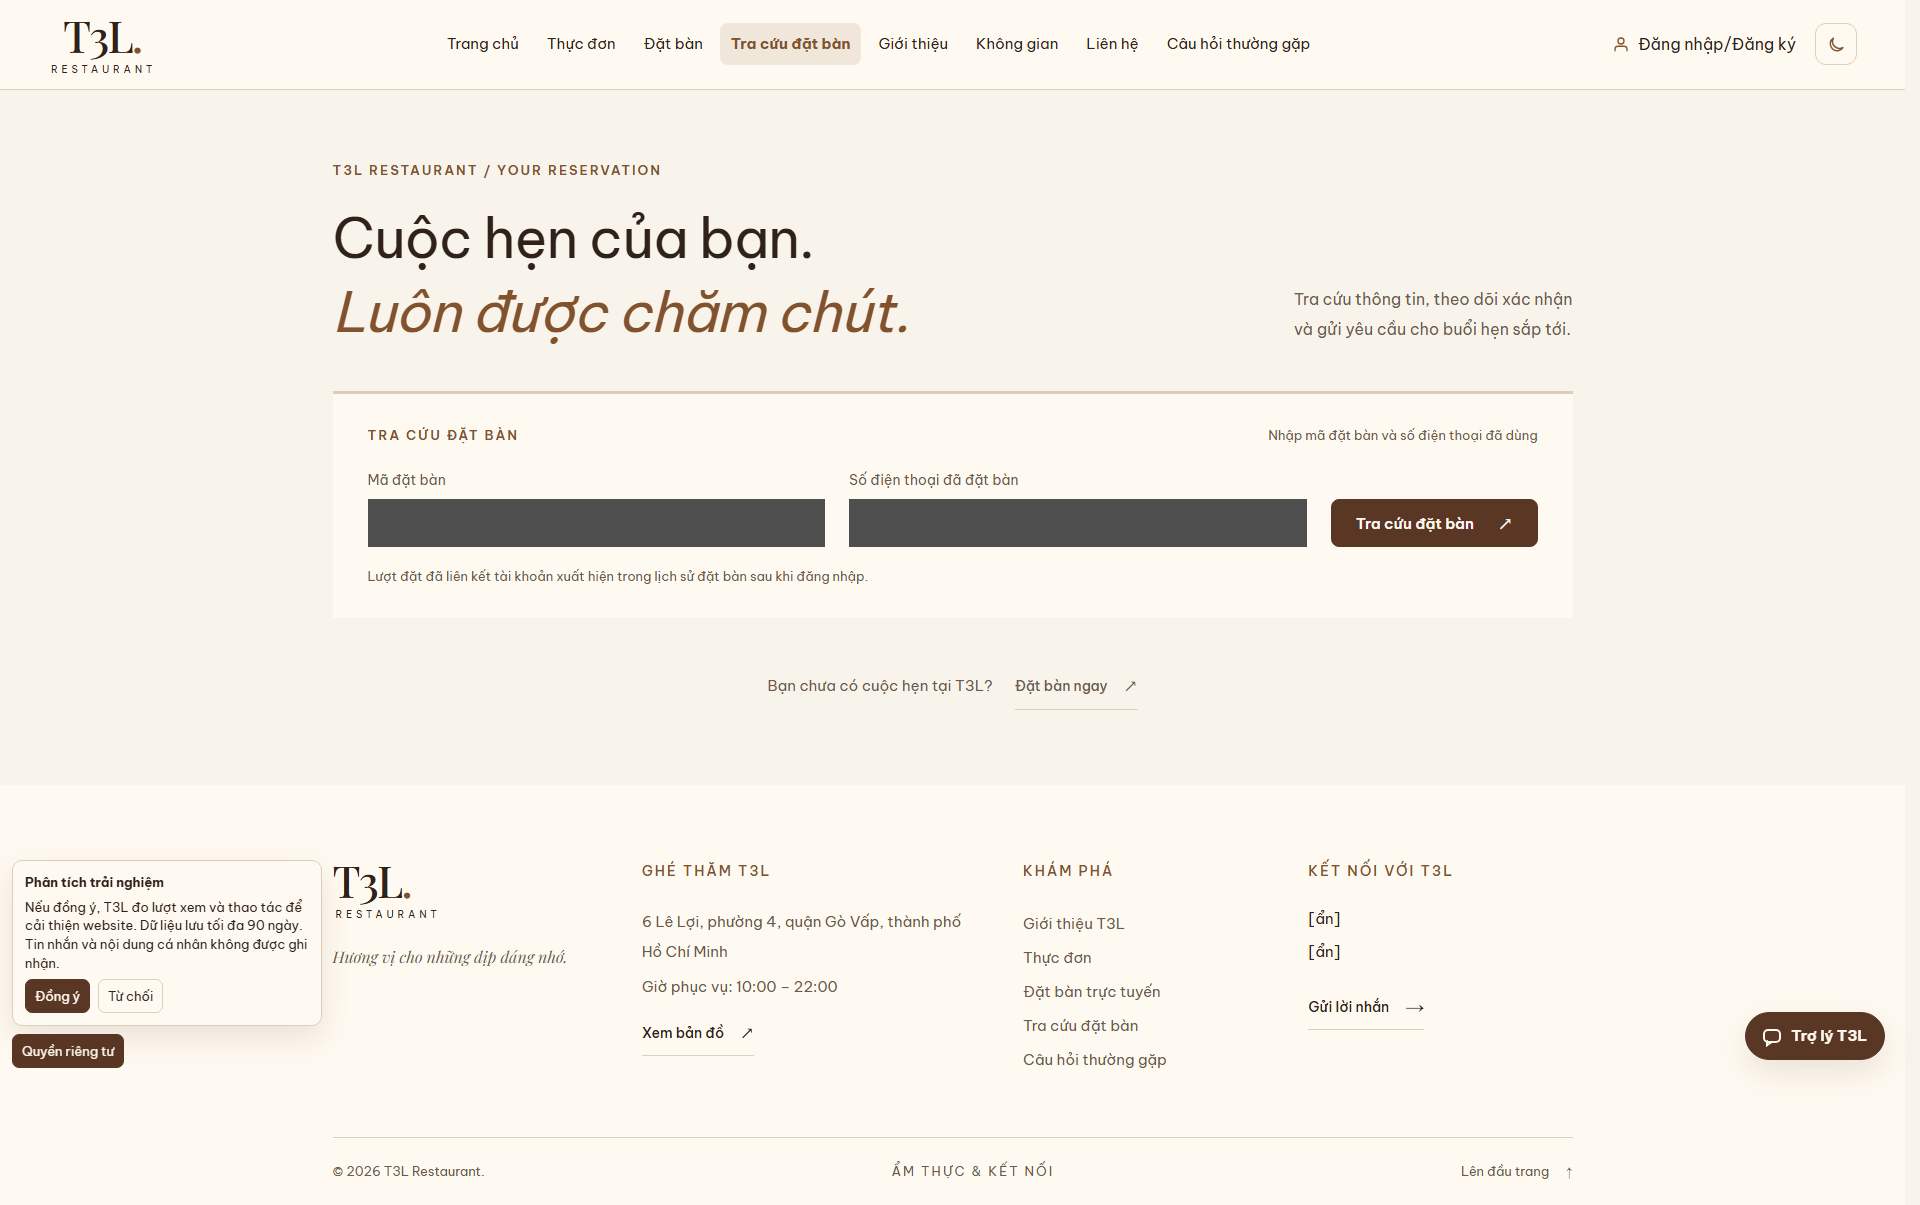 T3L.
RESTAURANT
Trang chủ
Thực đơn
Đặt bàn
Tra cứu đặt bàn
Giới thiệu
Không gian
Liên hệ
Câu hỏi thường gặp
Đăng nhập/Đăng ký
T3L RESTAURANT / YOUR RESERVATION
Cuộc hẹn của bạn.
Luôn được chăm chút.
Tra cứu thông tin, theo dõi xác nhận
và gửi yêu cầu cho buổi hẹn sắp tới.
TRA CỨU ĐẶT BÀN
Nhập mã đặt bàn và số điện thoại đã dùng
Mã đặt bàn
Số điện thoại đã đặt bàn
Tra cứu đặt bàn ↗
Lượt đặt đã liên kết tài khoản xuất hiện trong lịch sử đặt bàn sau khi đăng nhập.
Bạn chưa có cuộc hẹn tại T3L?
Đặt bàn ngay ↗
Phân tích trải nghiệm
Nếu đồng ý, T3L đo lượt xem và thao tác để
cải thiện website. Dữ liệu lưu tối đa 90 ngày.
Tin nhắn và nội dung cá nhân không được ghi
nhận.
Đồng ý
Từ chối
Quyền riêng tư
T3L.
RESTAURANT
Hương vị cho những dịp đáng nhớ.
GHÉ THĂM T3L
6 Lê Lợi, phường 4, quận Gò Vấp, thành phố
Hồ Chí Minh
Giờ phục vụ: 10:00 – 22:00
Xem bản đồ ↗
KHÁM PHÁ
Giới thiệu T3L
Thực đơn
Đặt bàn trực tuyến
Tra cứu đặt bàn
Câu hỏi thường gặp
KẾT NỐI VỚI T3L
[ẩn]
[ẩn]
Gửi lời nhắn →
Trợ lý T3L
© 2026 T3L Restaurant.
ẨM THỰC & KẾT NỐI
Lên đầu trang ↑